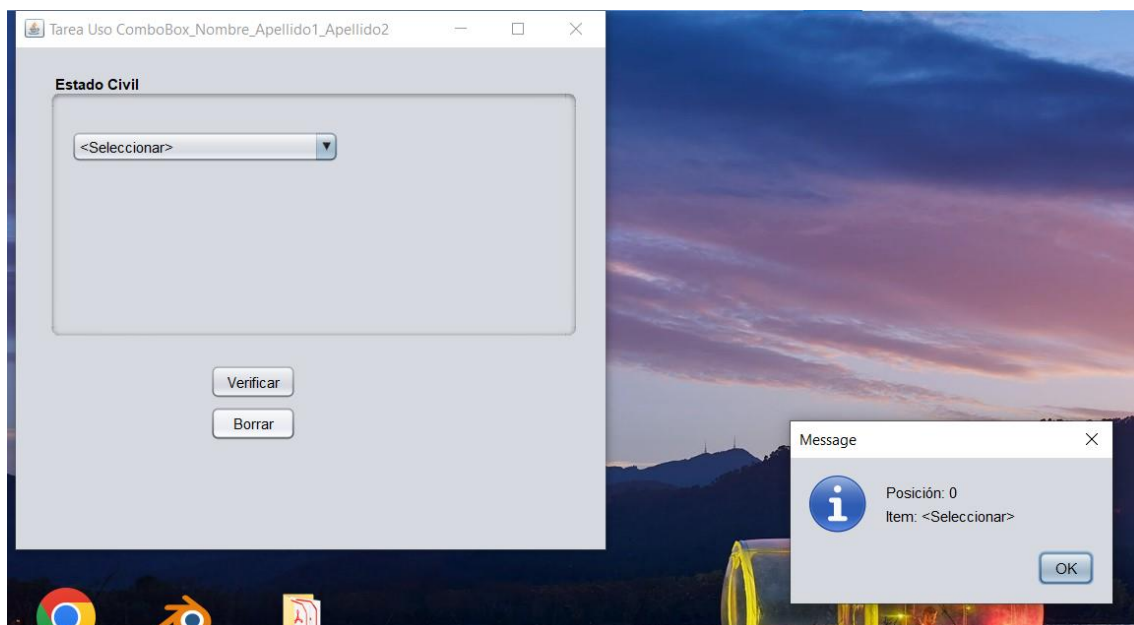 Tarea Uso ComboBox_Nombre_Apellido1_Apellido2
Estado Civil
<Seleccionar>
Verificar
Borrar
Message
Posición: 0
Item: <Seleccionar>
OK